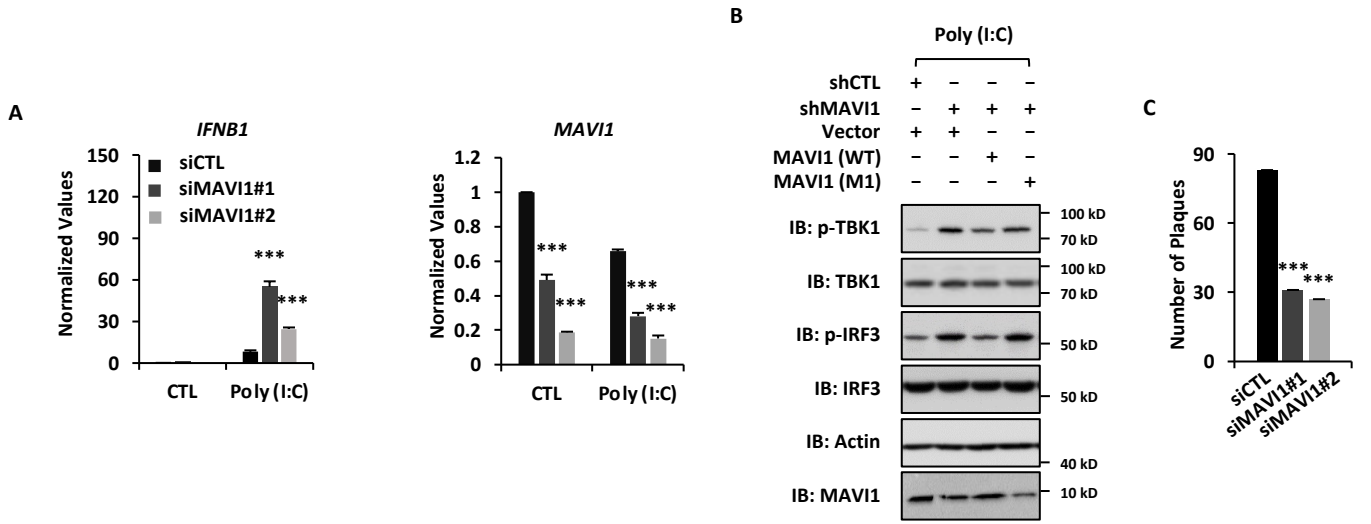 A
IFNB1
Normalized Values
150
120
90
60
30
0
siCTL
siMAVI1#1
siMAVI1#2
***
***
CTL
Poly (I:C)
MAVI1
Normalized Values
1.2
1
0.8
0.6
0.4
0.2
0
***
***
***
***
CTL
Poly (I:C)
B
Poly (I:C)
shCTL + – – –
shMAVI1 – + + +
Vector + + – –
MAVI1 (WT) – – + –
MAVI1 (M1) – – – +
IB: p-TBK1
100 kD
70 kD
IB: TBK1
100 kD
70 kD
IB: p-IRF3
50 kD
IB: IRF3
50 kD
IB: Actin
40 kD
IB: MAVI1
10 kD
C
Number of Plaques
90
60
30
0
***
***
siCTL
siMAVI1#1
siMAVI1#2